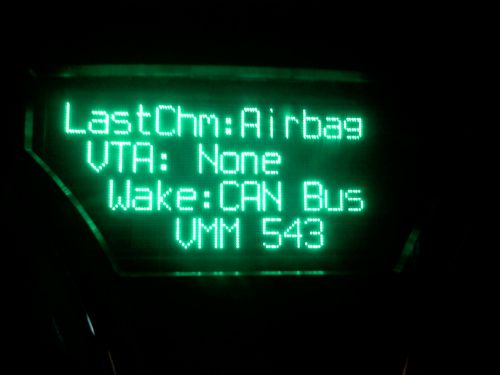 LastChm:Airbag
VTA: None
Wake:CAN Bus
VMM 543